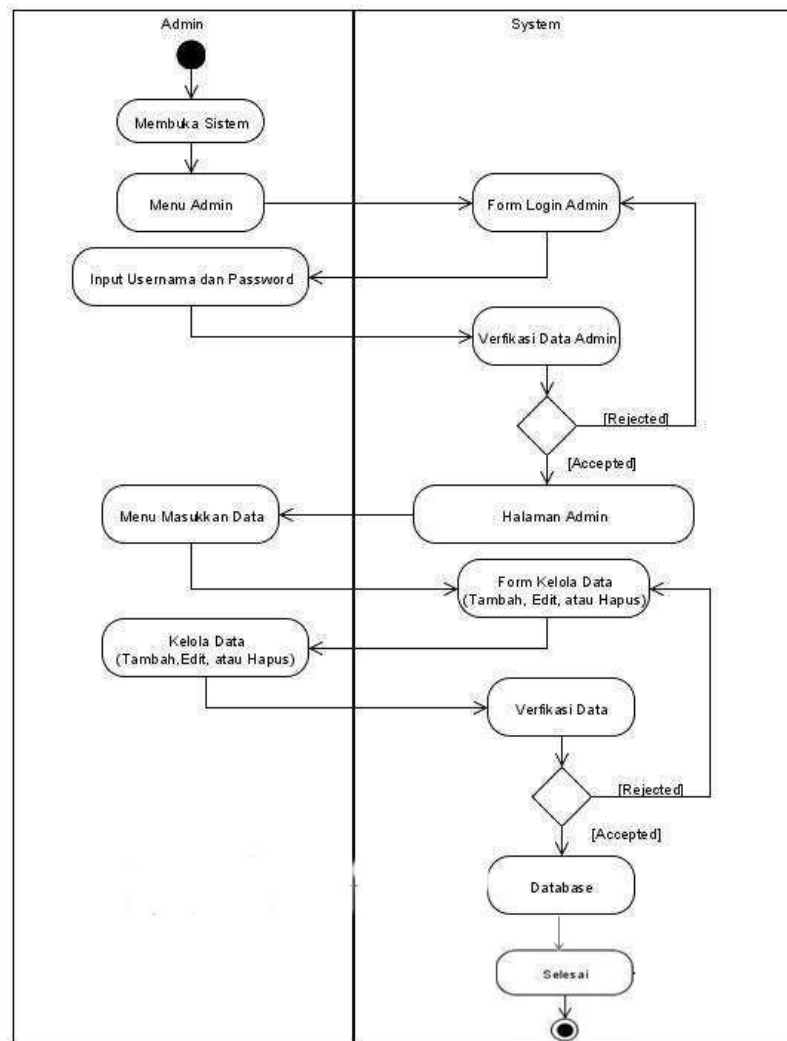 Admin
System
Membuka Sistem
Menu Admin
Form Login Admin
Input Usernama dan Password
Verfikasi Data Admin
[Rejected]
[Accepted]
Menu Masukkan Data
Halaman Admin
Form Kelola Data
(Tambah, Edit, atau Hapus)
Kelola Data
(Tambah,Edit, atau Hapus)
Verfikasi Data
[Rejected]
[Accepted]
Database
Selesai